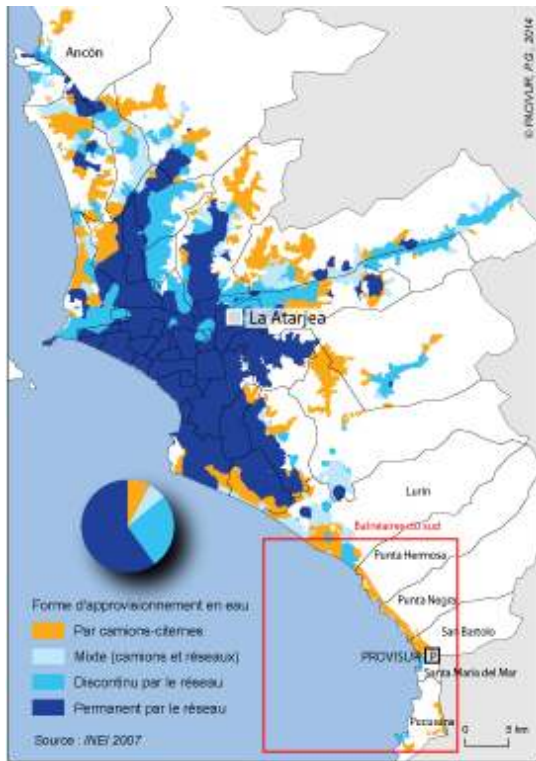 Ancón
© PACIVUR, P.G., 2014
La Atarjea
Lurín
Balnéaires du sud
Punta Hermosa
Punta Negra
San Bartolo
PROVISUR P
Santa María del Mar
Pucusana
Forme d'approvisionnement en eau
Par camions-citernes
Mixte (camions et réseaux)
Discontinu par le réseau
Permanent par le réseau
Source : INEI 2007
0 5 km